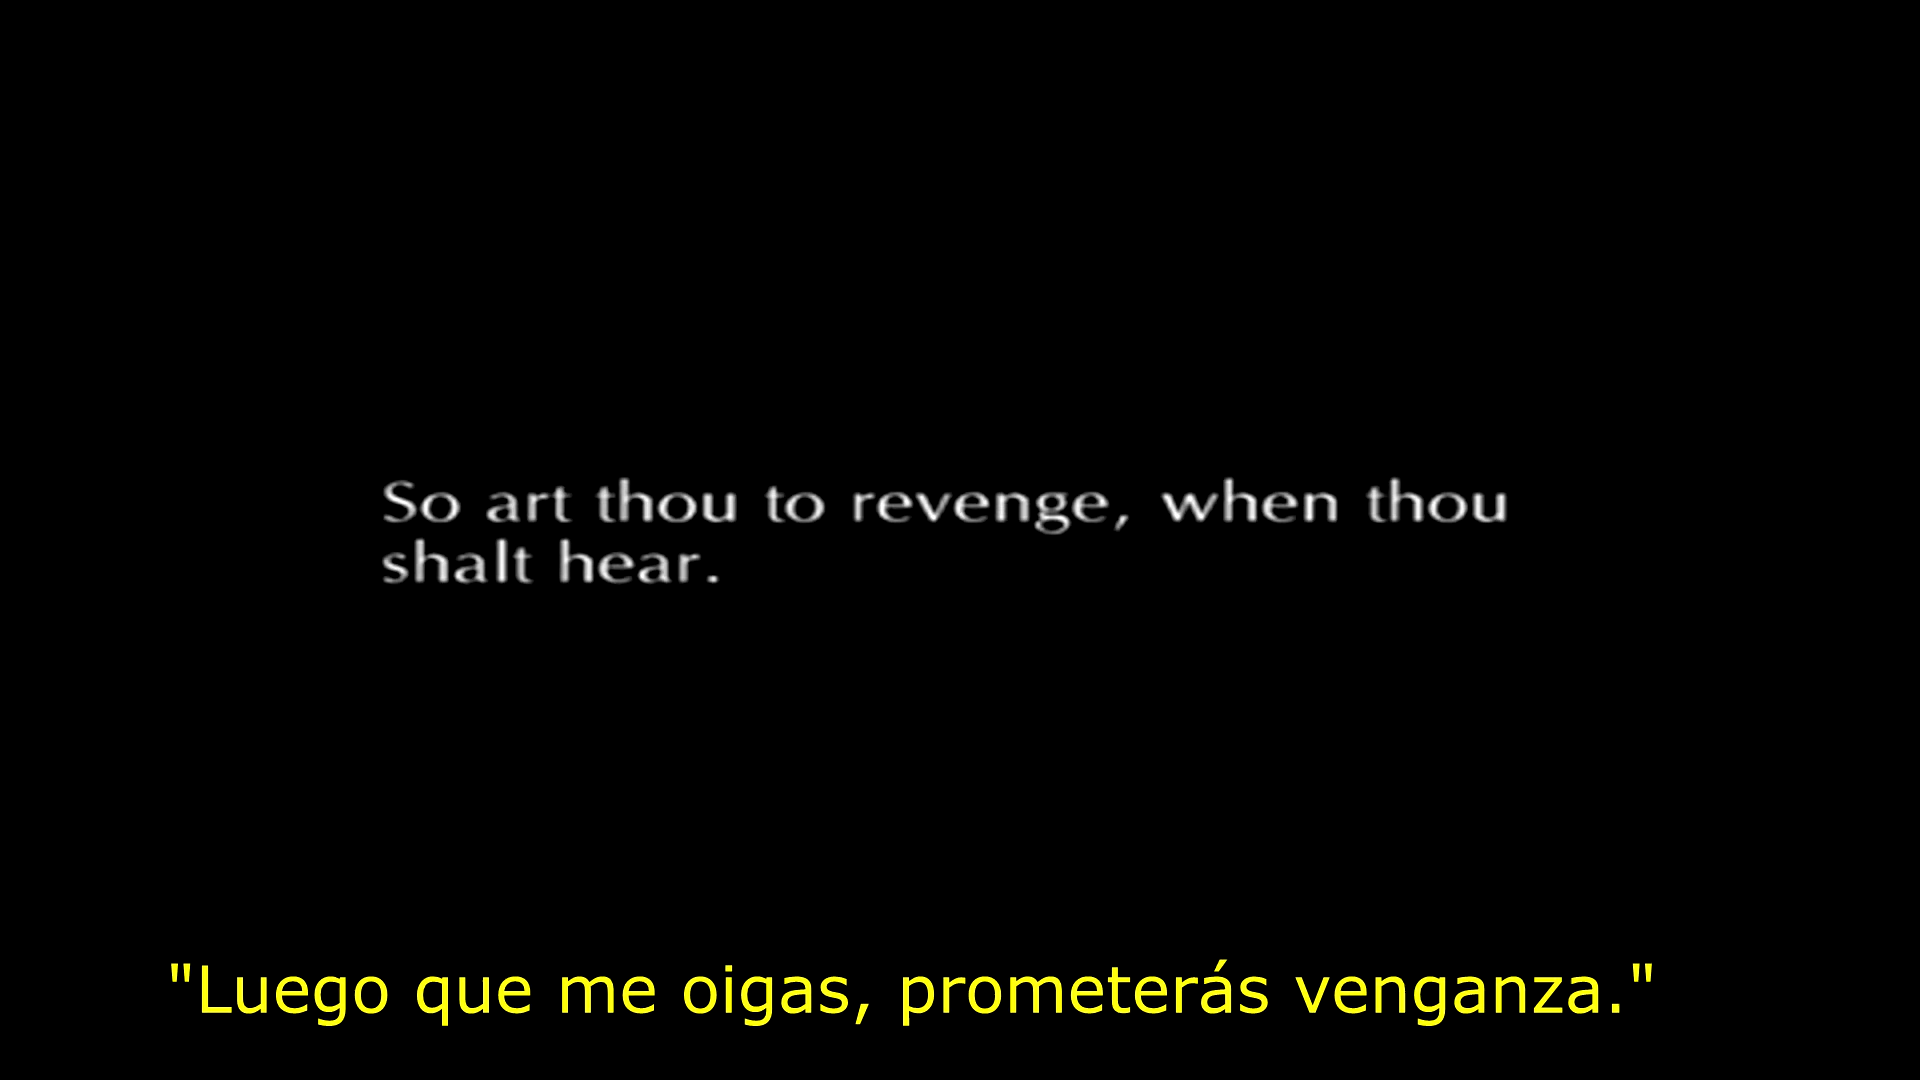 So art thou to revenge, when thou
shalt hear.
"Luego que me oigas, prometerás venganza."